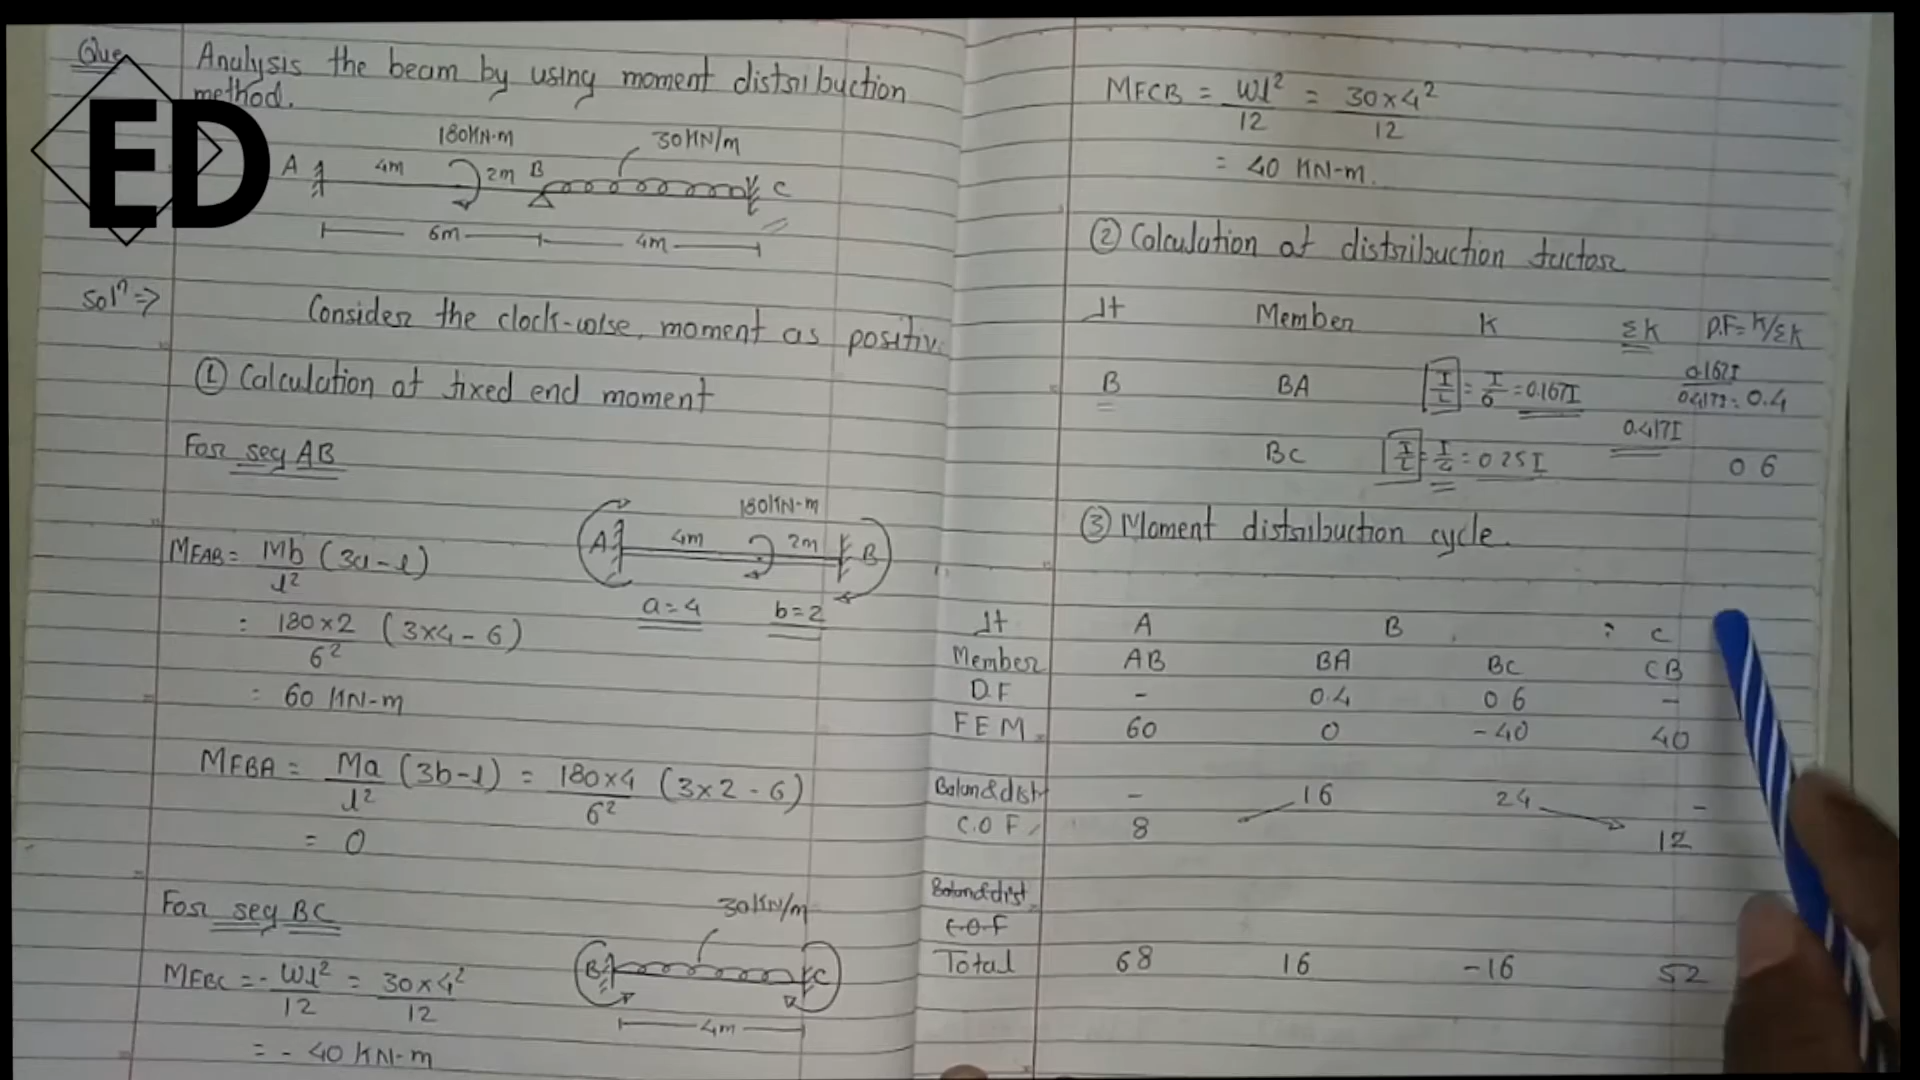 Que Analysis the beam by using moment distribuction
method.
ED
180KN-m
30KN/m
A 4m 2m B C
6m 4m
Solⁿ=> Consider the clock-wise, moment as positiv
① Calculation of fixed end moment
For seg AB
180KN-m
A 4m 2m B
MFAB = Mb/l² (3a-l)
a=4 b=2
= 180×2/6² (3×4-6)
= 60 KN-m
MFBA = Ma/l² (3b-l) = 180×4/6² (3×2-6)
= 0
For seg BC
30KN/m
B C
4m
MFBC = -Wl²/12 = 30×4²/12
= - 40 KN-m
MFCB = Wl²/12 = 30×4²/12
= 40 KN-m.
② Calculation of distribuction factor
Jt Member K ΣK D.F=K/ΣK
B BA I/L = I/6 = 0.167I 0.167I/0.417I = 0.4
0.417I
BC I/L = I/4 = 0.25I 0.6
③ Moment distribuction cycle.
Jt A B C
Member AB BA BC CB
D.F - 0.4 0.6 -
FEM 60 0 -40 40
Balan&dist - 16 24 -
C.O.F 8 12
Balan&dist
C.O.F
Total 68 16 -16 52